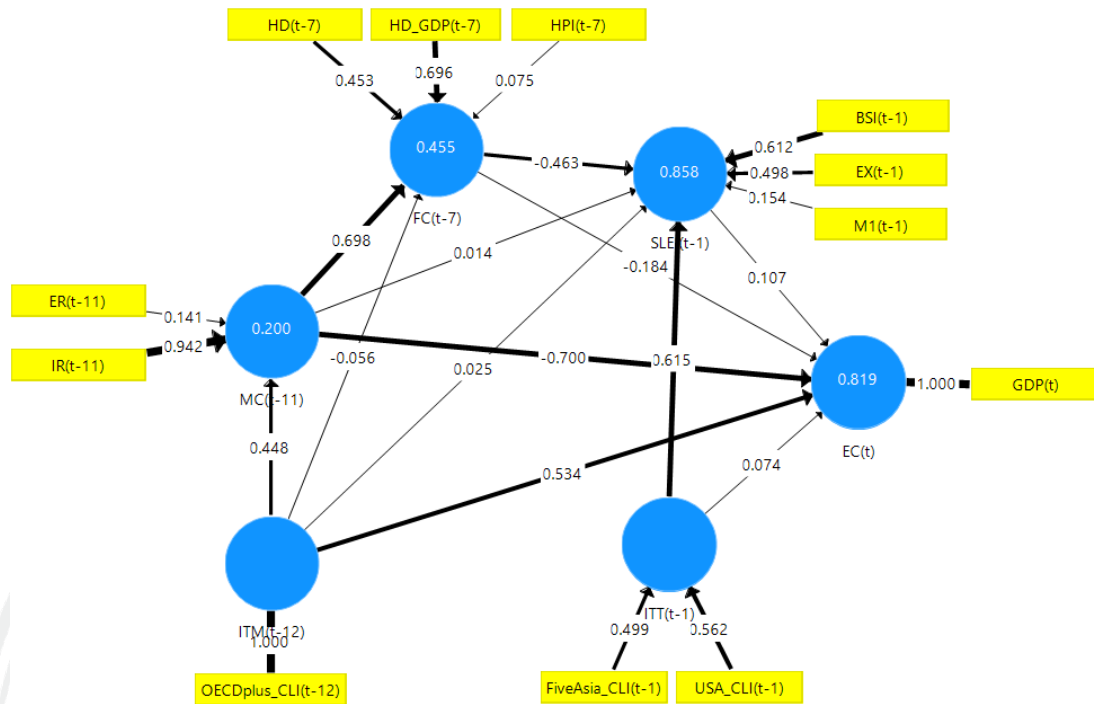 HD(t-7)
HD_GDP(t-7)
HPI(t-7)
0.453
0.696
0.075
0.455
FC(t-7)
-0.463
0.858
SLE(t-1)
BSI(t-1)
0.612
EX(t-1)
0.498
0.154
M1(t-1)
0.698
0.014
-0.184
0.107
ER(t-11)
0.141
IR(t-11)
0.942
0.200
MC(t-11)
-0.056
0.025
-0.700
0.615
0.819
EC(t)
1.000
GDP(t)
0.448
0.534
0.074
ITM(t-12)
1.000
OECDplus_CLI(t-12)
ITT(t-1)
0.499
0.562
FiveAsia_CLI(t-1)
USA_CLI(t-1)